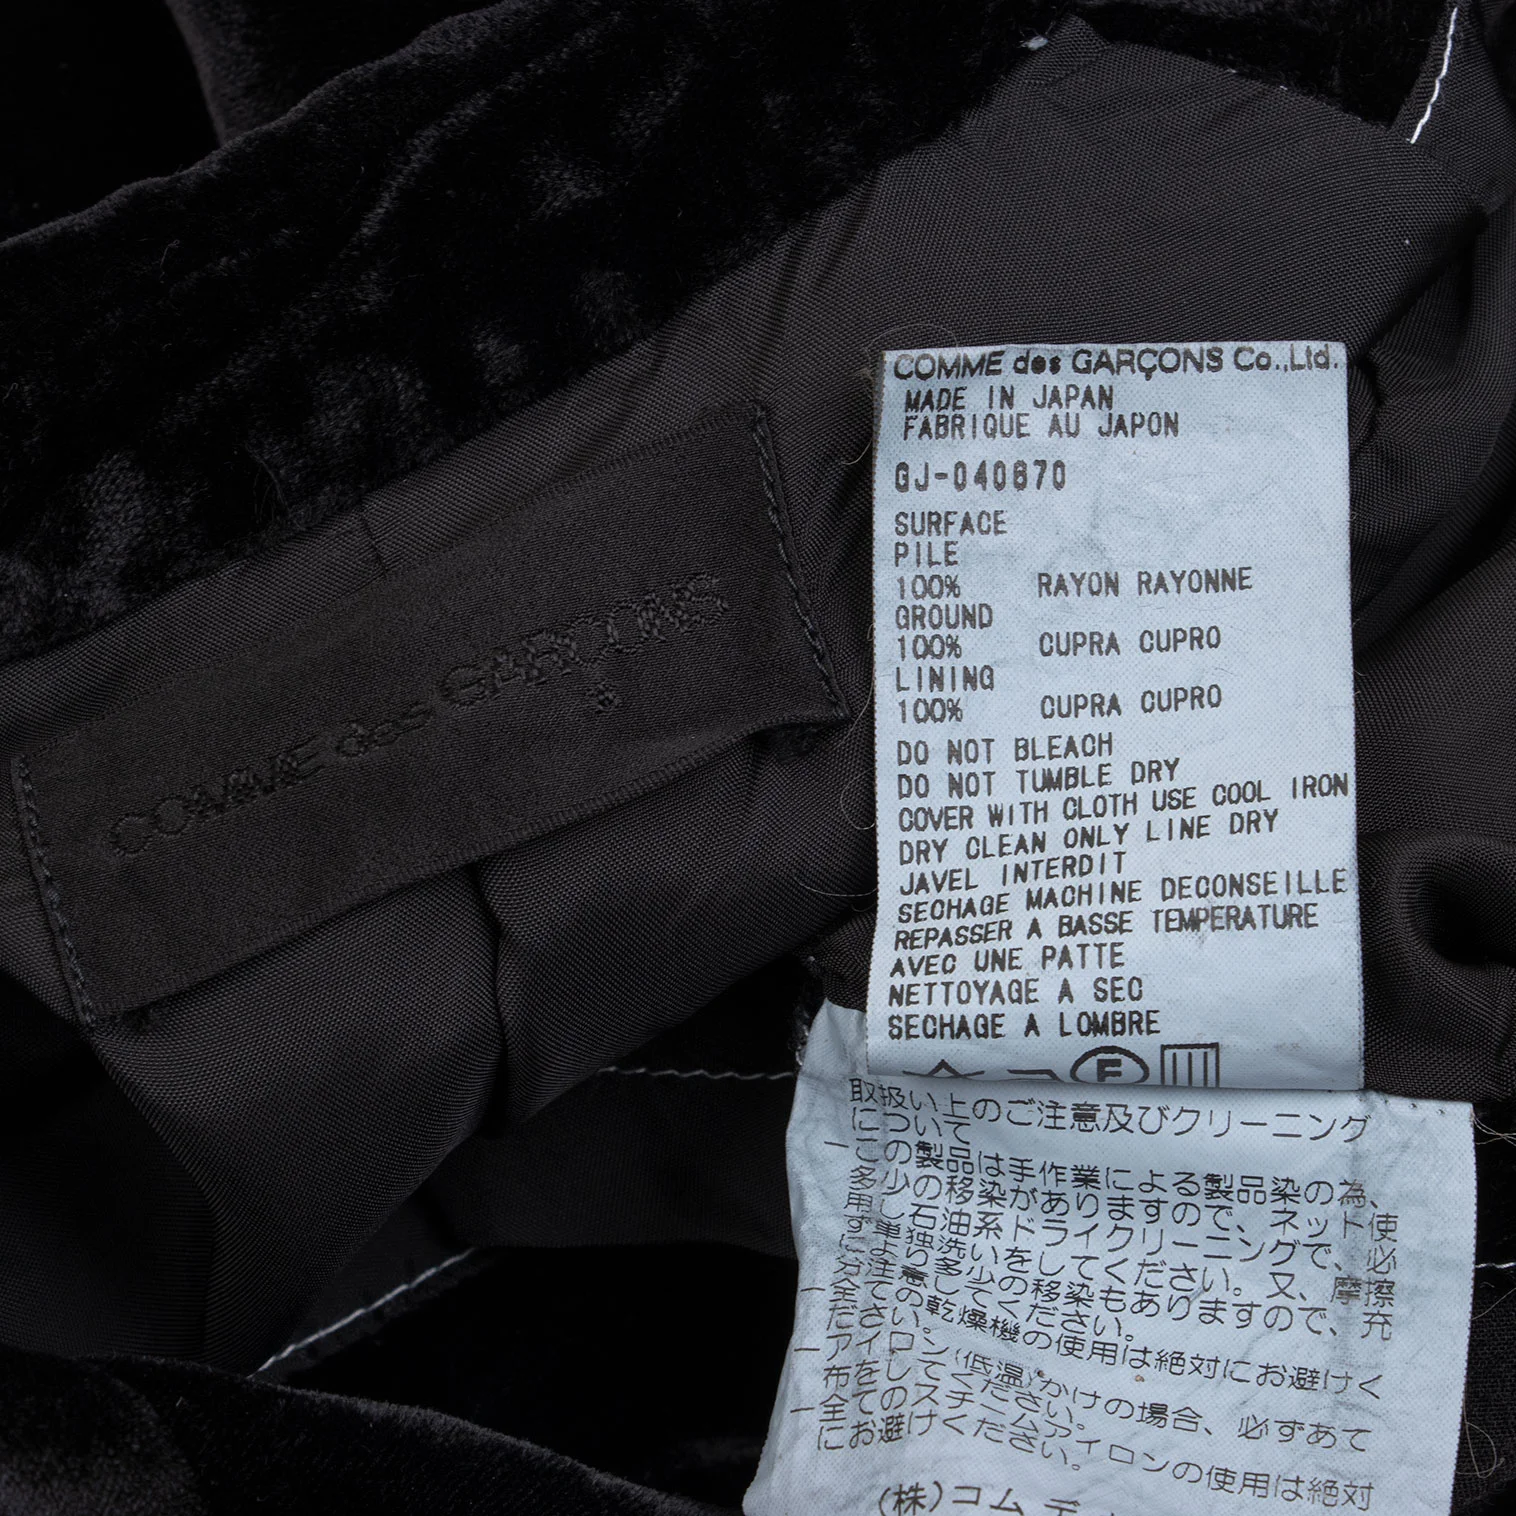 COMME des GARÇONS
COMME des GARÇONS Co.,Ltd.
MADE IN JAPAN
FABRIQUE AU JAPON
GJ-040670
SURFACE
PILE
100% RAYON RAYONNE
GROUND
100% CUPRA CUPRO
LINING
100% CUPRA CUPRO
DO NOT BLEACH
DO NOT TUMBLE DRY
COVER WITH CLOTH USE COOL IRON
DRY CLEAN ONLY LINE DRY
JAVEL INTERDIT
SECHAGE MACHINE DECONSEILLE
REPASSER A BASSE TEMPERATURE
AVEC UNE PATTE
NETTOYAGE A SEC
SECHAGE A LOMBRE
F
取扱い上のご注意及びクリーニング
について
ーこの製品は手作業による製品染の為、
多少の移染がありますので、ネット使
用し石油系ドライクリーニングで、必
ず単独洗いをしてください。又、摩擦
により多少の移染もありますので、充
分注意してください。
ー全ての乾燥機の使用は絶対にお避けく
ださい。
ーアイロン(低温)かけの場合、必ずあて
布をしてください。
ー全てのスチームアイロンの使用は絶対
にお避けください。
(株)コム デ